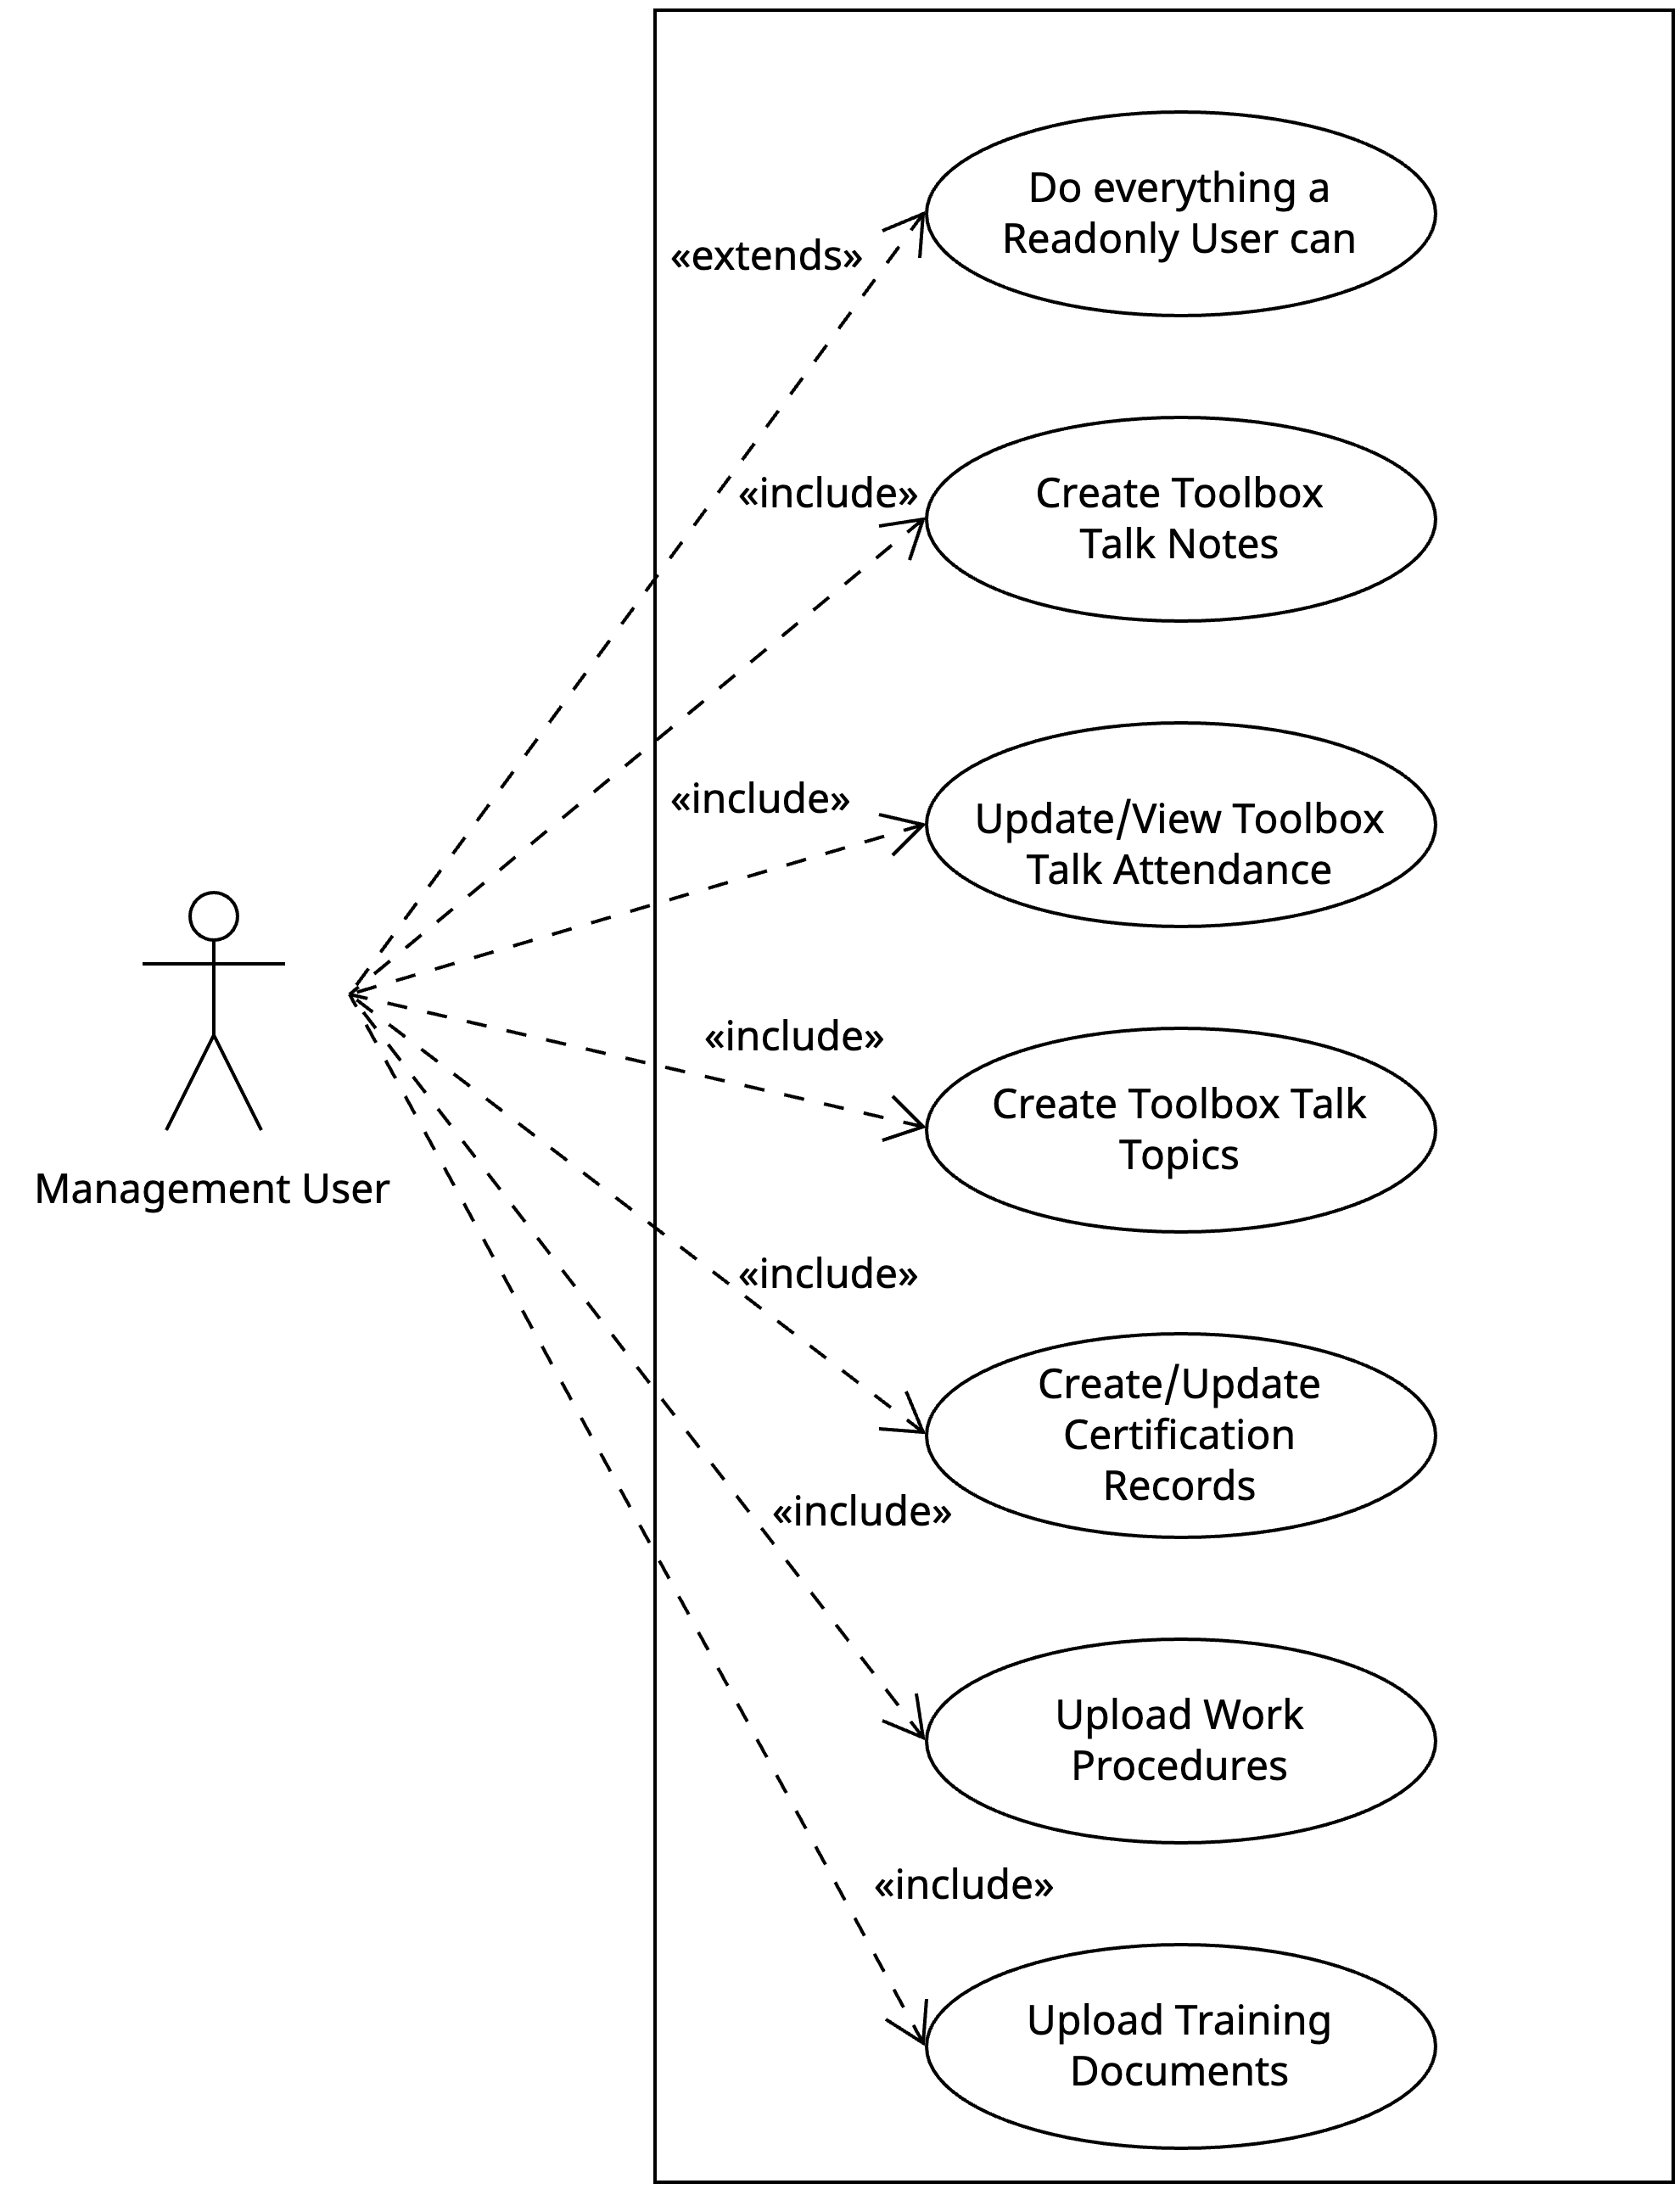 Do everything a
Readonly User can
«extends»
«include»
Create Toolbox
Talk Notes
«include»
Update/View Toolbox
Talk Attendance
«include»
Create Toolbox Talk
Topics
Management User
«include»
Create/Update
Certification
Records
«include»
Upload Work
Procedures
«include»
Upload Training
Documents